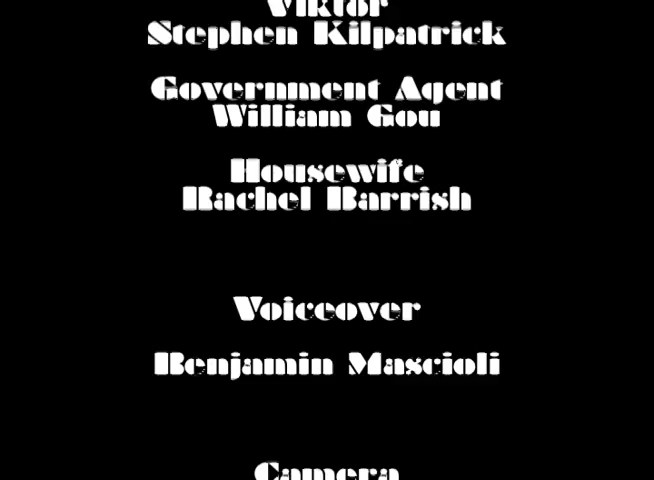 Viktor
Stephen Kilpatrick
Government Agent
William Gou
Housewife
Rachel Barrish
Voiceover
Benjamin Mascioli
Camera